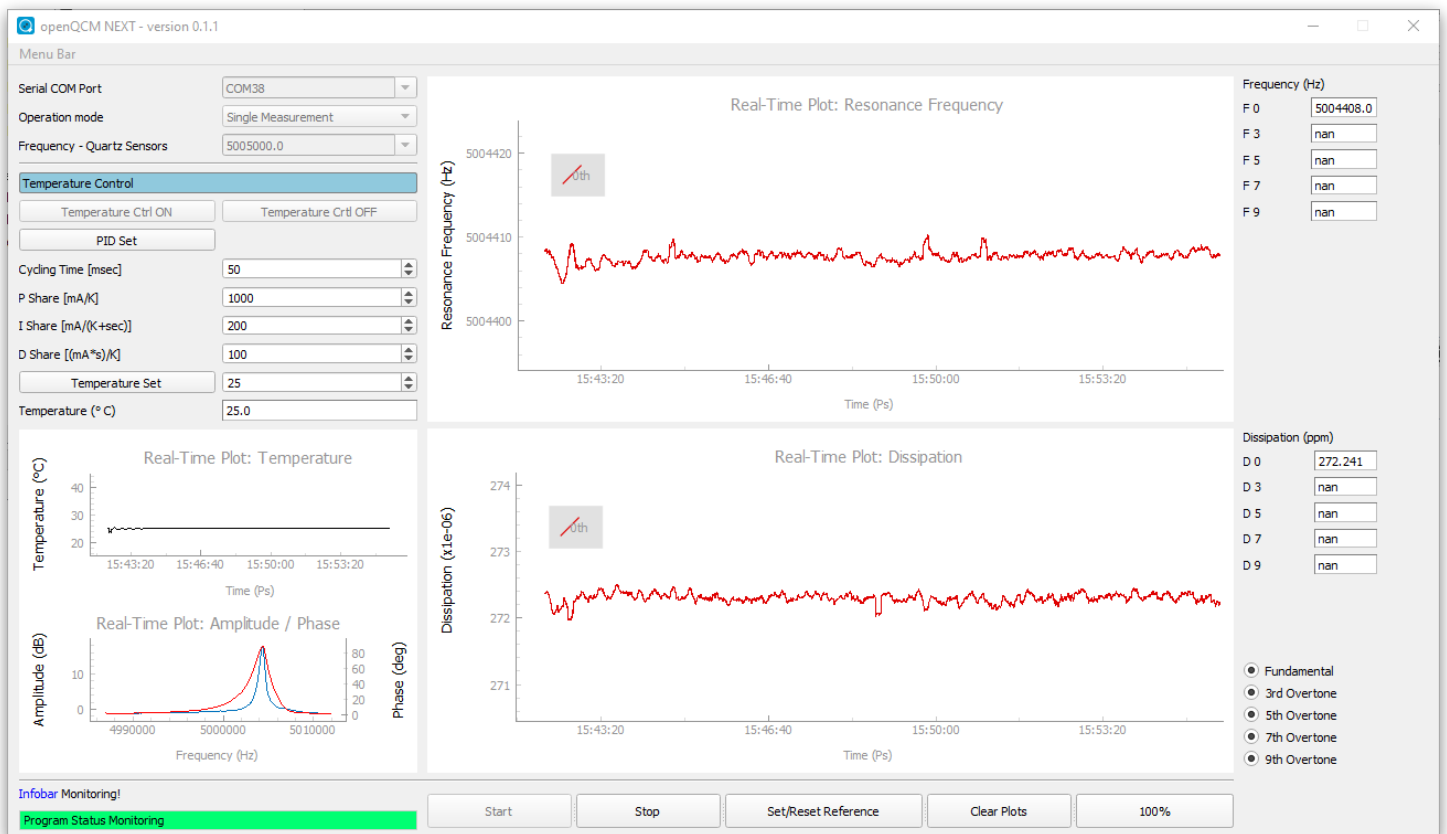 openQCM NEXT - version 0.1.1
Menu Bar
Serial COM Port COM38
Operation mode Single Measurement
Frequency - Quartz Sensors 5005000.0
Temperature Control
Temperature Ctrl ON Temperature Crtl OFF
PID Set
Cycling Time [msec] 50
P Share [mA/K] 1000
I Share [mA/(K+sec)] 200
D Share [(mA*s)/K] 100
Temperature Set 25
Temperature (° C) 25.0
Real-Time Plot: Temperature
Temperature (°C)
40
30
20
15:43:20 15:46:40 15:50:00 15:53:20
Time (Ps)
Real-Time Plot: Amplitude / Phase
Amplitude (dB)
10
0
80
60
40
20
0
Phase (deg)
4990000 5000000 5010000
Frequency (Hz)
Real-Time Plot: Resonance Frequency
Resonance Frequency (Hz)
5004420
5004410
5004400
0th
15:43:20 15:46:40 15:50:00 15:53:20
Time (Ps)
Real-Time Plot: Dissipation
Dissipation (x1e-06)
274
273
272
271
0th
15:43:20 15:46:40 15:50:00 15:53:20
Time (Ps)
Frequency (Hz)
F 0 5004408.0
F 3 nan
F 5 nan
F 7 nan
F 9 nan
Dissipation (ppm)
D 0 272.241
D 3 nan
D 5 nan
D 7 nan
D 9 nan
Fundamental
3rd Overtone
5th Overtone
7th Overtone
9th Overtone
Infobar Monitoring!
Program Status Monitoring
Start Stop Set/Reset Reference Clear Plots 100%